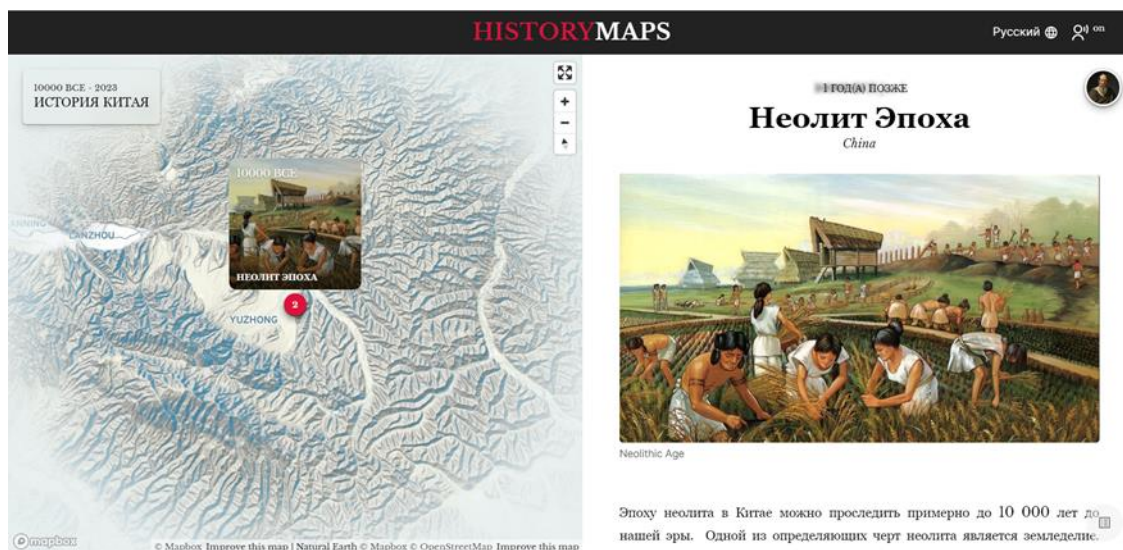 HISTORYMAPS
Русский
on
10000 BCE - 2023
ИСТОРИЯ КИТАЯ
LANZHOU
10000 BCE
НЕОЛИТ ЭПОХА
2
YUZHONG
mapbox
© Mapbox Improve this map | Natural Earth © Mapbox © OpenStreetMap Improve this map
1 ГОД(А) ПОЗЖЕ
Неолит Эпоха
China
Neolithic Age
Эпоху неолита в Китае можно проследить примерно до 10 000 лет до
нашей эры. Одной из определяющих черт неолита является земледелие.